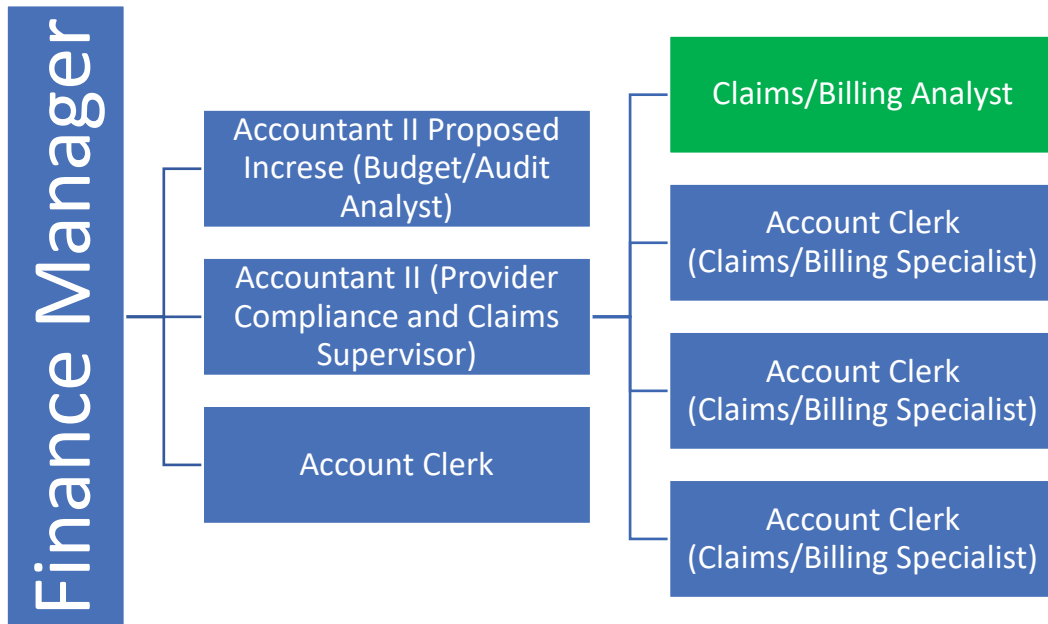 Finance Manager
Accountant II Proposed
Increse (Budget/Audit
Analyst)
Accountant II (Provider
Compliance and Claims
Supervisor)
Account Clerk
Claims/Billing Analyst
Account Clerk
(Claims/Billing Specialist)
Account Clerk
(Claims/Billing Specialist)
Account Clerk
(Claims/Billing Specialist)